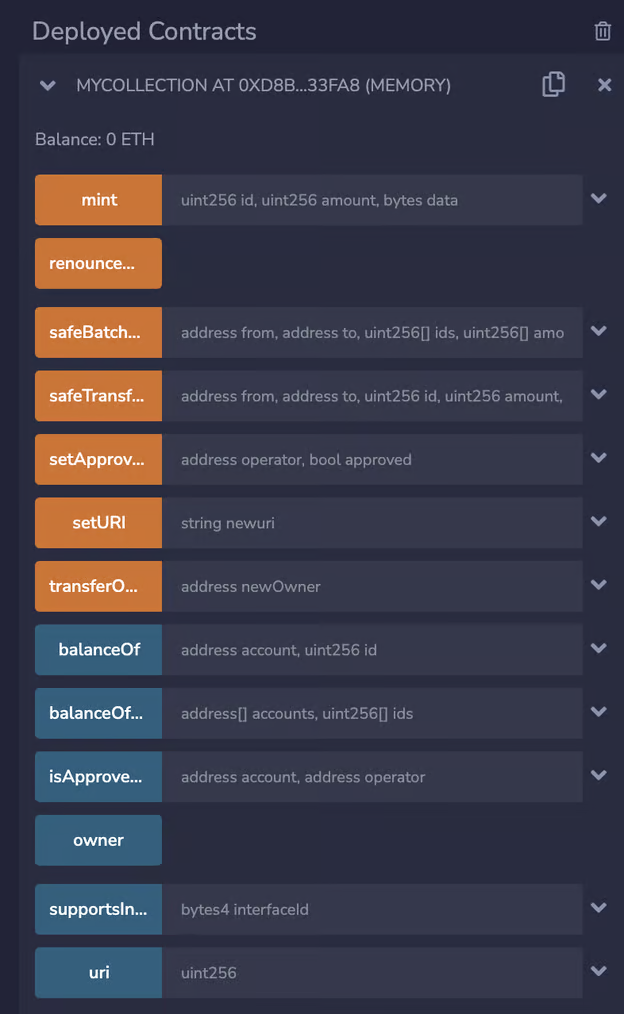 Deployed Contracts
MYCOLLECTION AT 0XD8B...33FA8 (MEMORY)
Balance: 0 ETH
mint uint256 id, uint256 amount, bytes data
renounce...
safeBatch... address from, address to, uint256[] ids, uint256[] amo
safeTransf... address from, address to, uint256 id, uint256 amount,
setApprov... address operator, bool approved
setURI string newuri
transferO... address newOwner
balanceOf address account, uint256 id
balanceOf... address[] accounts, uint256[] ids
isApprove... address account, address operator
owner
supportsIn... bytes4 interfaceId
uri uint256